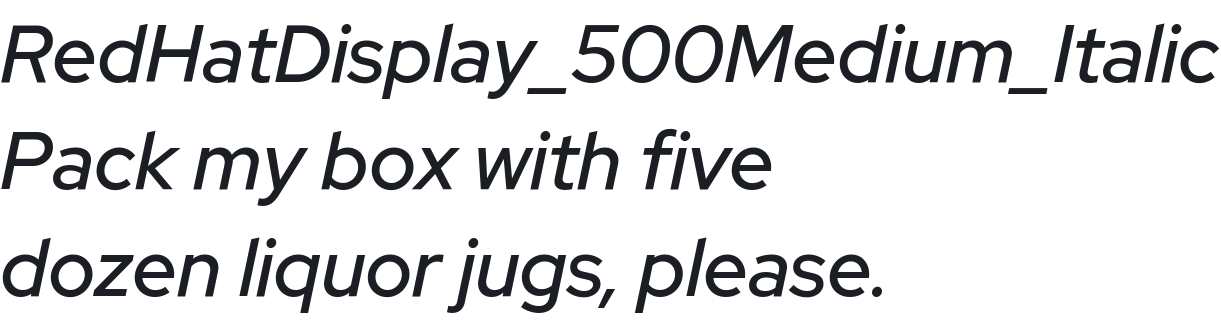 RedHatDisplay_500Medium_Italic
Pack my box with five
dozen liquor jugs, please.